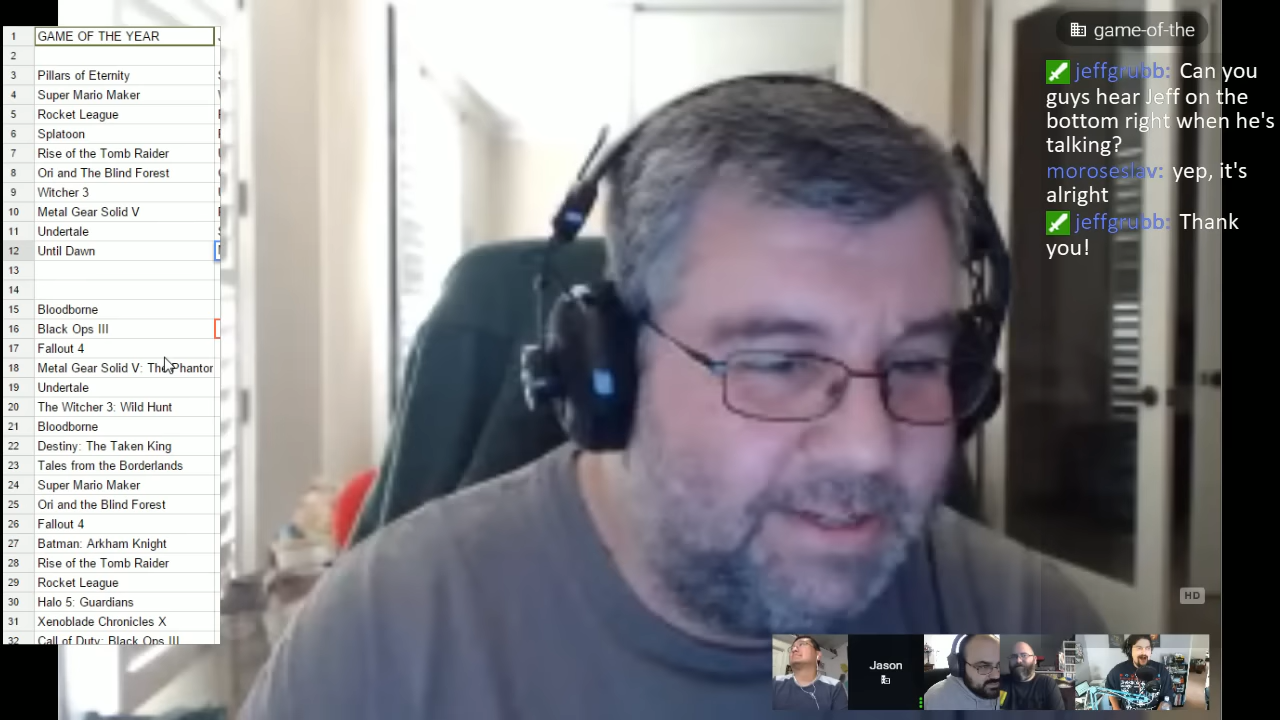 1 GAME OF THE YEAR
2
3 Pillars of Eternity
4 Super Mario Maker
5 Rocket League
6 Splatoon
7 Rise of the Tomb Raider
8 Ori and The Blind Forest
9 Witcher 3
10 Metal Gear Solid V
11 Undertale
12 Until Dawn
13
14
15 Bloodborne
16 Black Ops III
17 Fallout 4
18 Metal Gear Solid V: The Phantor
19 Undertale
20 The Witcher 3: Wild Hunt
21 Bloodborne
22 Destiny: The Taken King
23 Tales from the Borderlands
24 Super Mario Maker
25 Ori and the Blind Forest
26 Fallout 4
27 Batman: Arkham Knight
28 Rise of the Tomb Raider
29 Rocket League
30 Halo 5: Guardians
31 Xenoblade Chronicles X
32 Call of Duty: Black Ops III
game-of-the
jeffgrubb: Can you
guys hear Jeff on the
bottom right when he's
talking?
moroseslav: yep, it's
alright
jeffgrubb: Thank
you!
HD
Jason